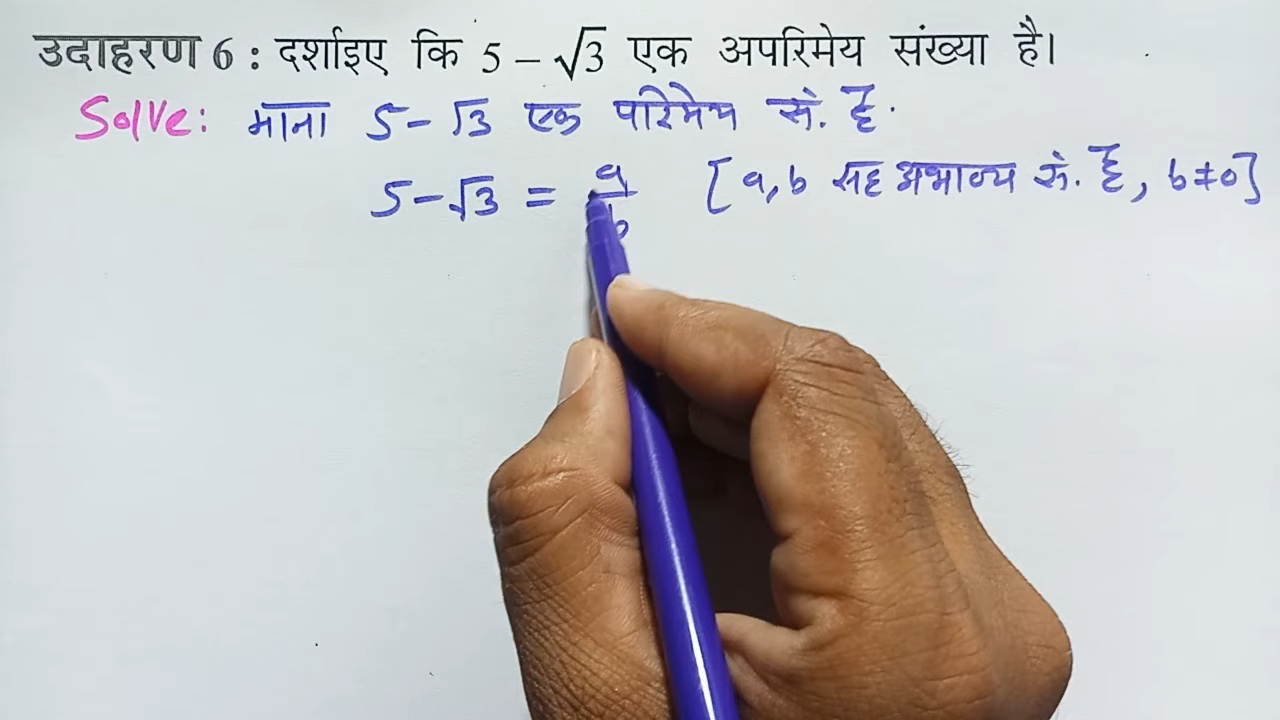 उदाहरण 6 : दर्शाइए कि 5 – √3 एक अपरिमेय संख्या है।
Solve: माना 5-√3 एक परिमेय सं. है.
5-√3 = a/b [a,b सह अभाज्य सं. है, b≠0]